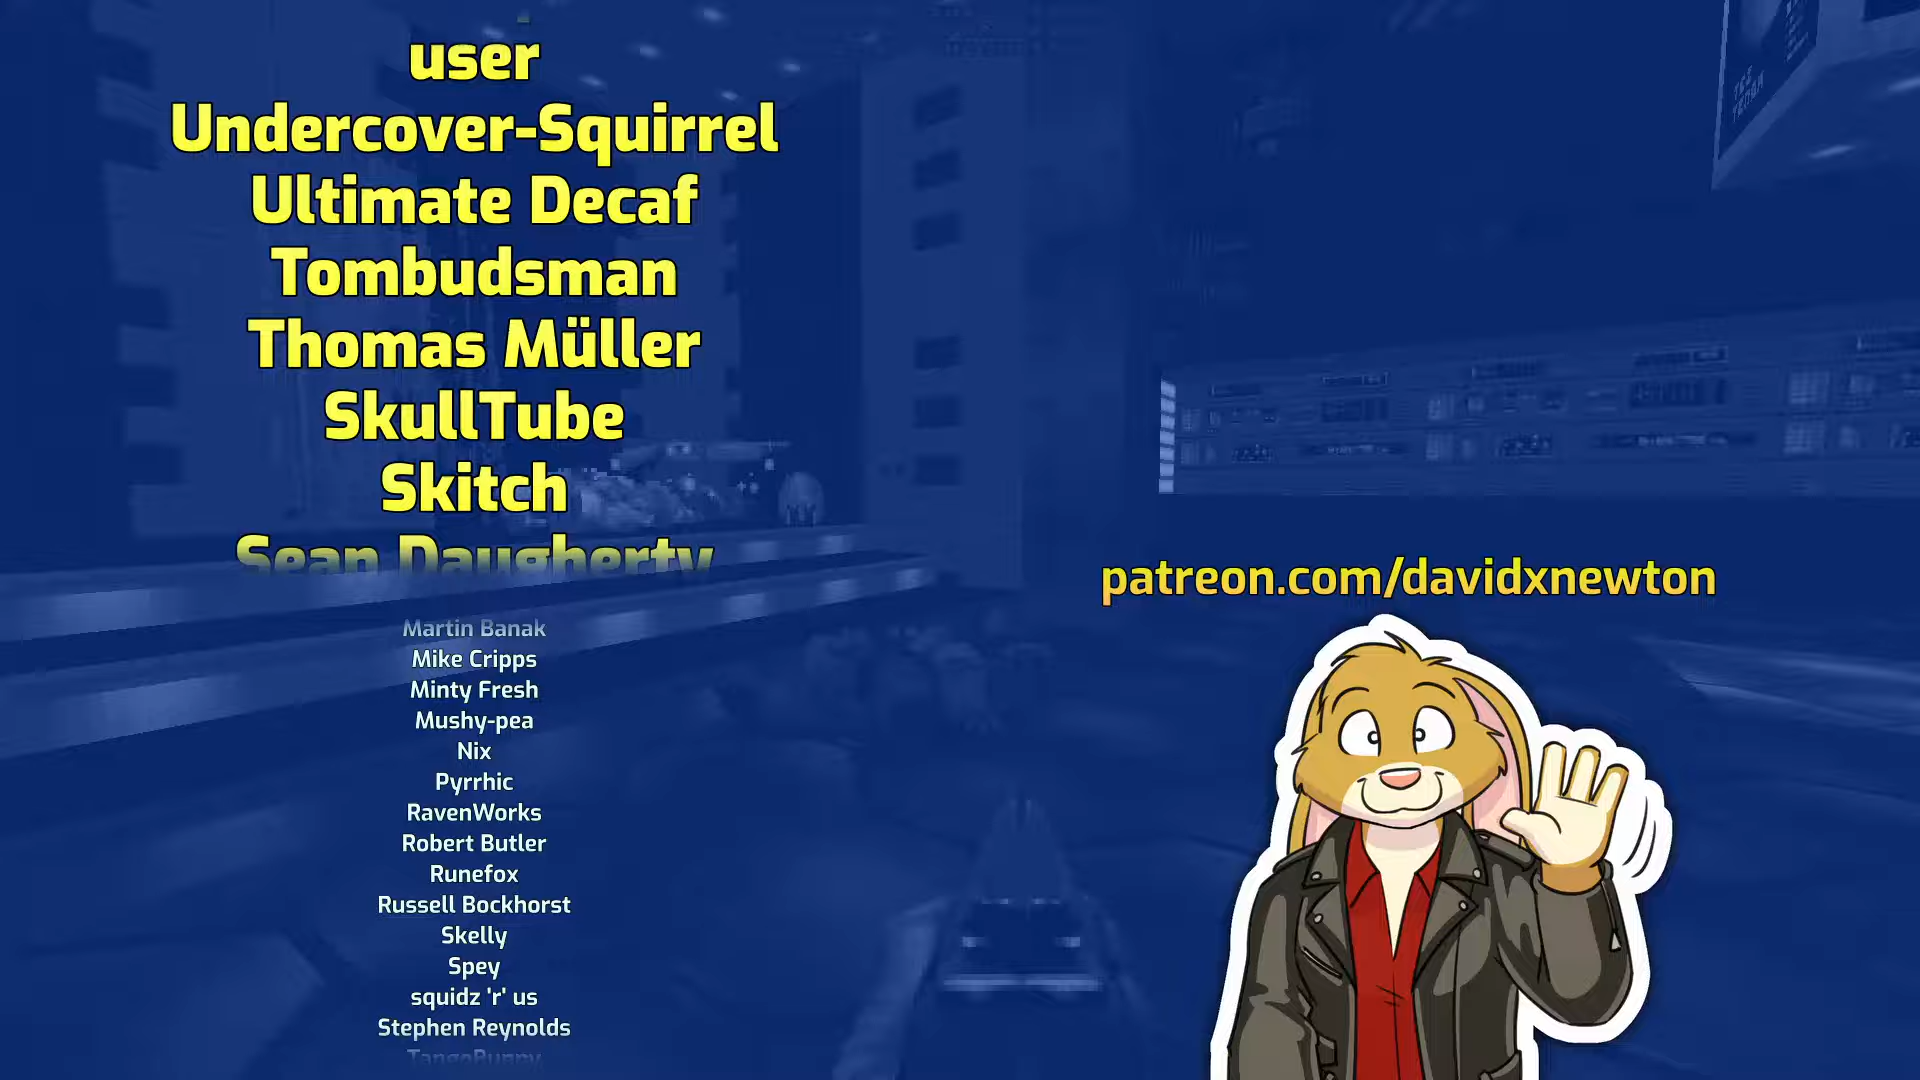 user
Undercover-Squirrel
Ultimate Decaf
Tombudsman
Thomas Müller
SkullTube
Skitch
Sean Daugherty
Martin Banak
Mike Cripps
Minty Fresh
Mushy-pea
Nix
Pyrrhic
RavenWorks
Robert Butler
Runefox
Russell Bockhorst
Skelly
Spey
squidz 'r' us
Stephen Reynolds
TangoBunny
patreon.com/davidxnewton